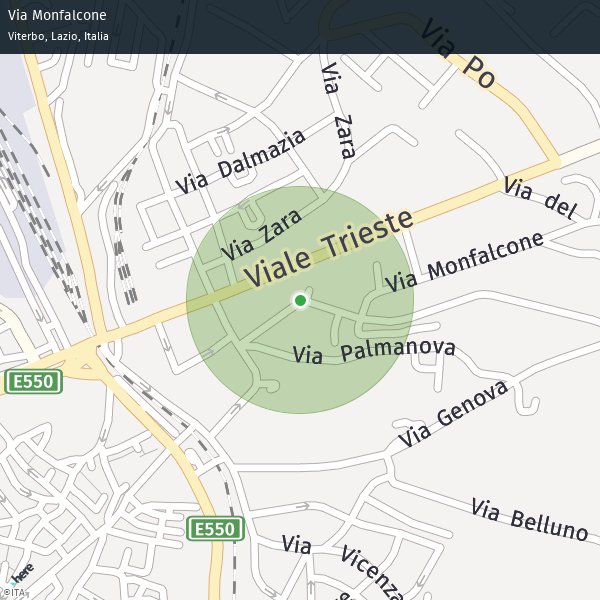 Via Monfalcone
Viterbo, Lazio, Italia
Via Po
Via Zara
Via Dalmazia
Via del
Via Zara
Viale Trieste
Via Monfalcone
Via Palmanova
E550
Via Genova
Via Belluno
E550
Via Vicenza
here
©ITA